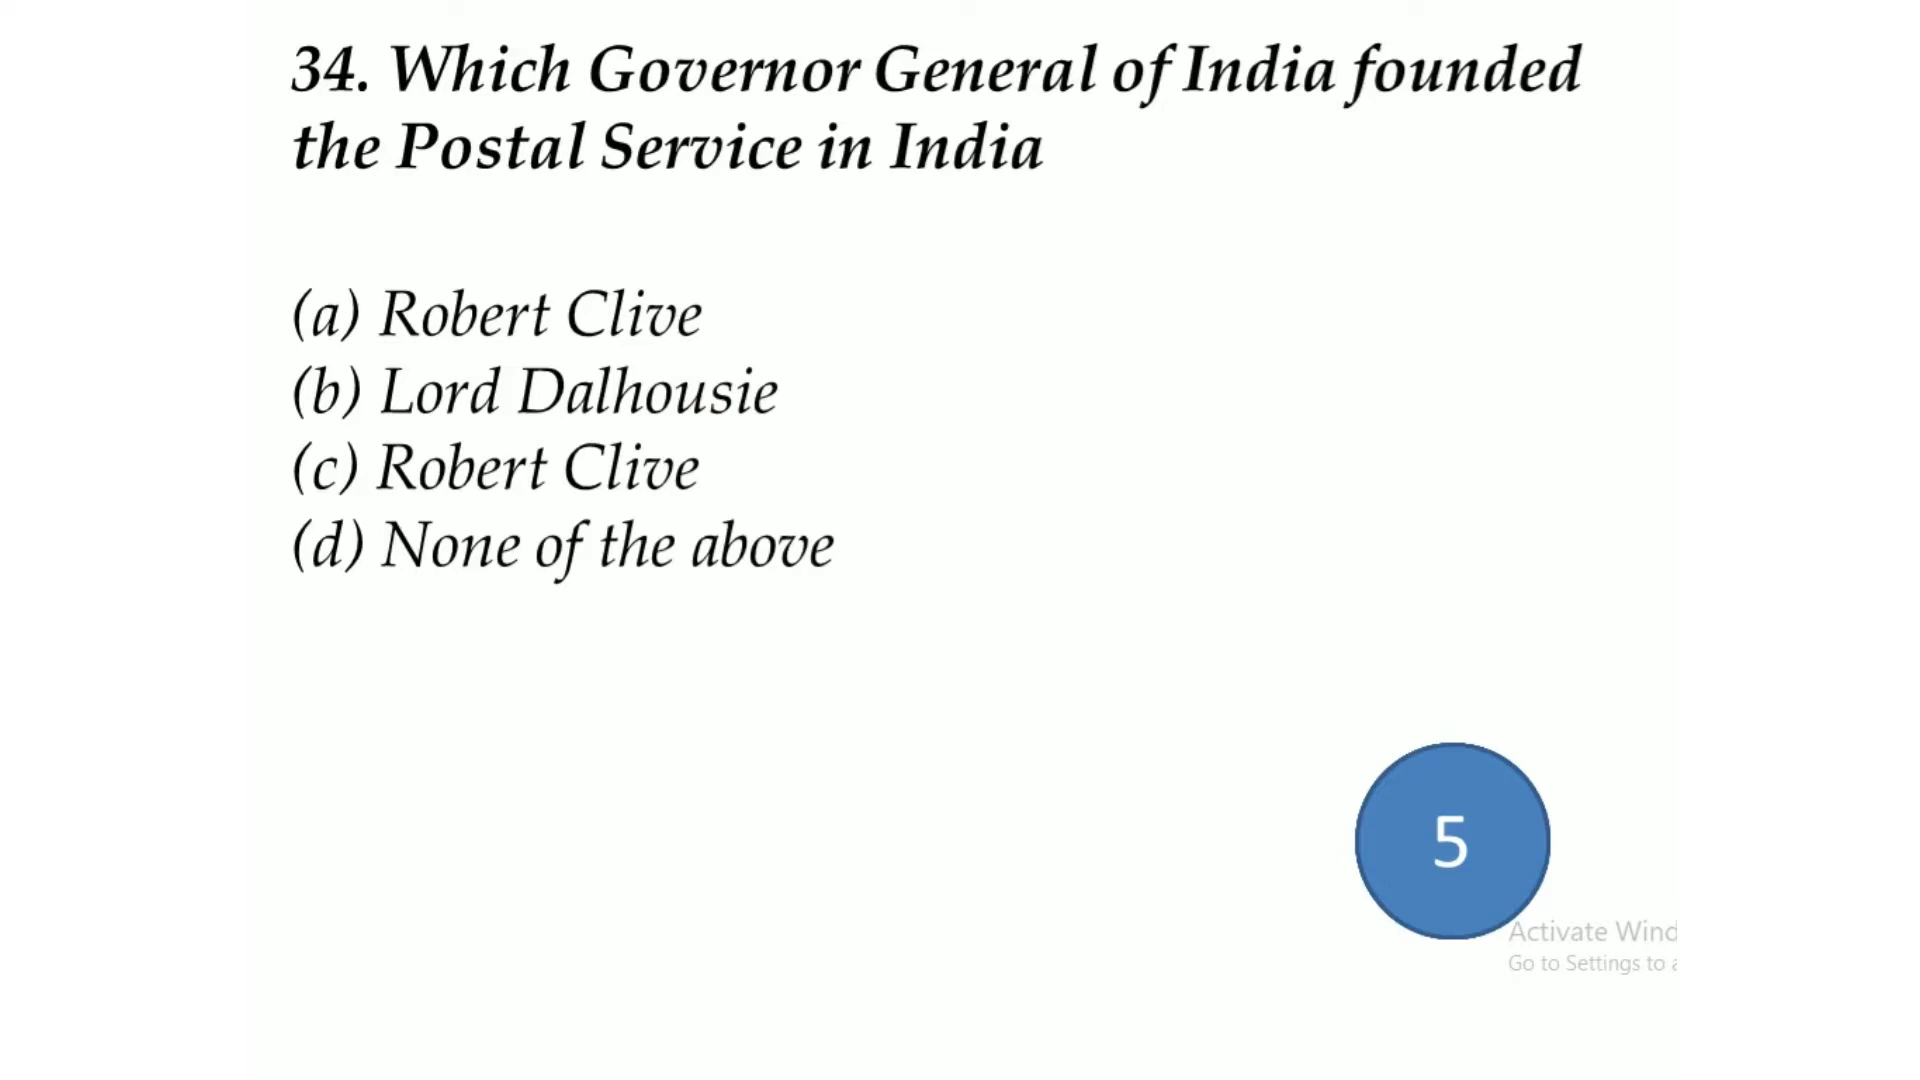 34. Which Governor General of India founded
the Postal Service in India
(a) Robert Clive
(b) Lord Dalhousie
(c) Robert Clive
(d) None of the above
5
Activate Wind
Go to Settings to a